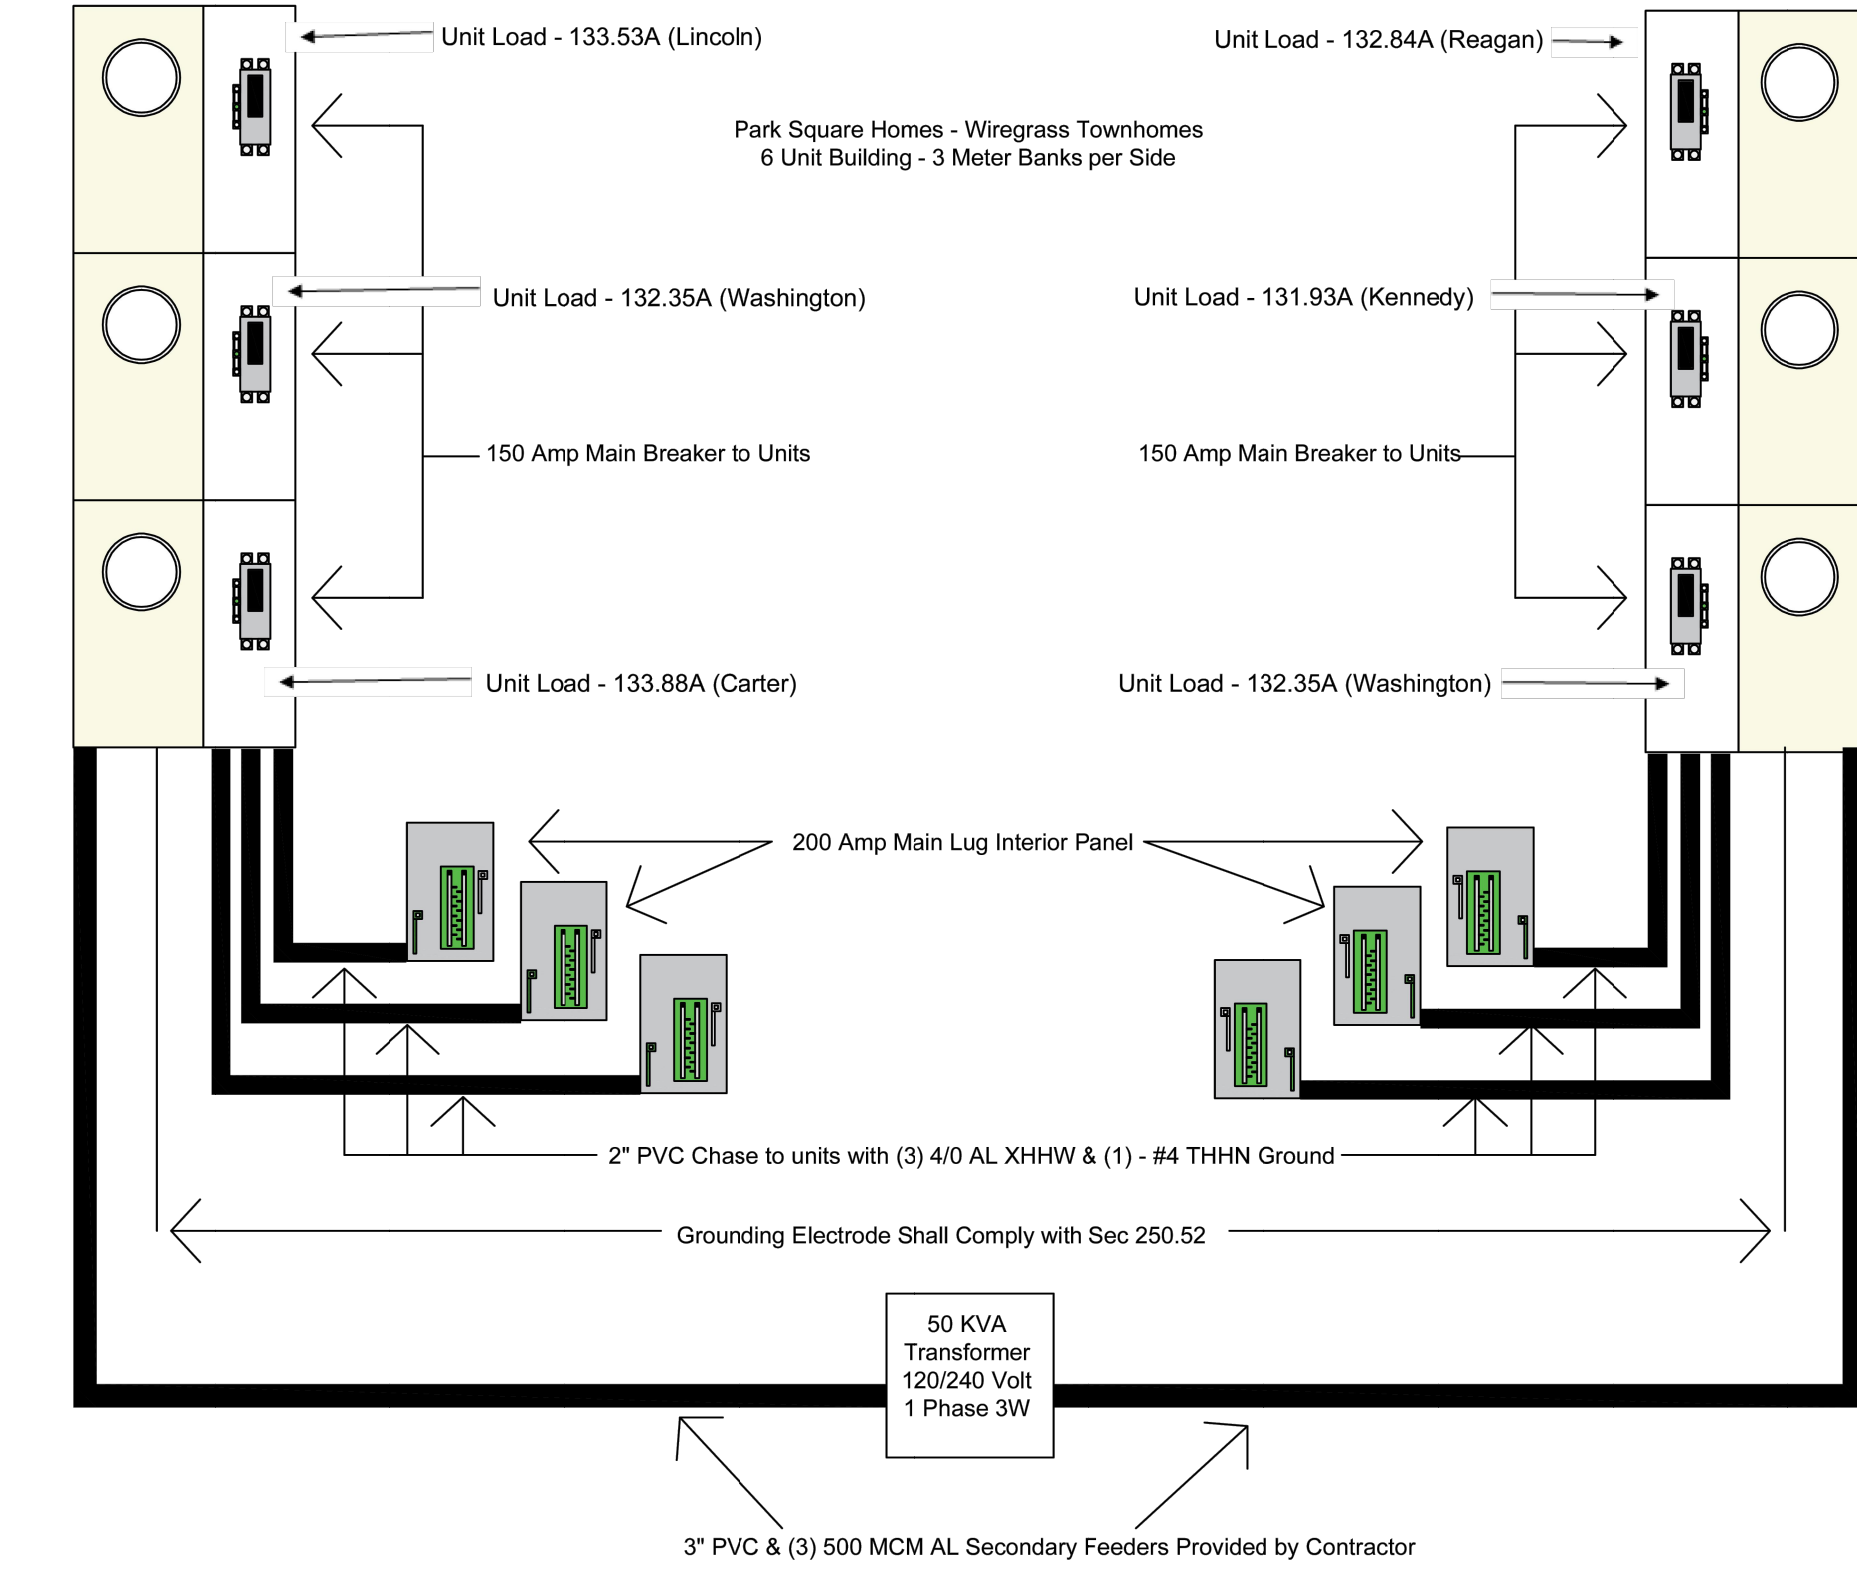 Unit Load - 133.53A (Lincoln)
Unit Load - 132.84A (Reagan)
Park Square Homes - Wiregrass Townhomes
6 Unit Building - 3 Meter Banks per Side
Unit Load - 132.35A (Washington)
Unit Load - 131.93A (Kennedy)
150 Amp Main Breaker to Units
150 Amp Main Breaker to Units
Unit Load - 133.88A (Carter)
Unit Load - 132.35A (Washington)
200 Amp Main Lug Interior Panel
2" PVC Chase to units with (3) 4/0 AL XHHW & (1) - #4 THHN Ground
Grounding Electrode Shall Comply with Sec 250.52
50 KVA
Transformer
120/240 Volt
1 Phase 3W
3" PVC & (3) 500 MCM AL Secondary Feeders Provided by Contractor